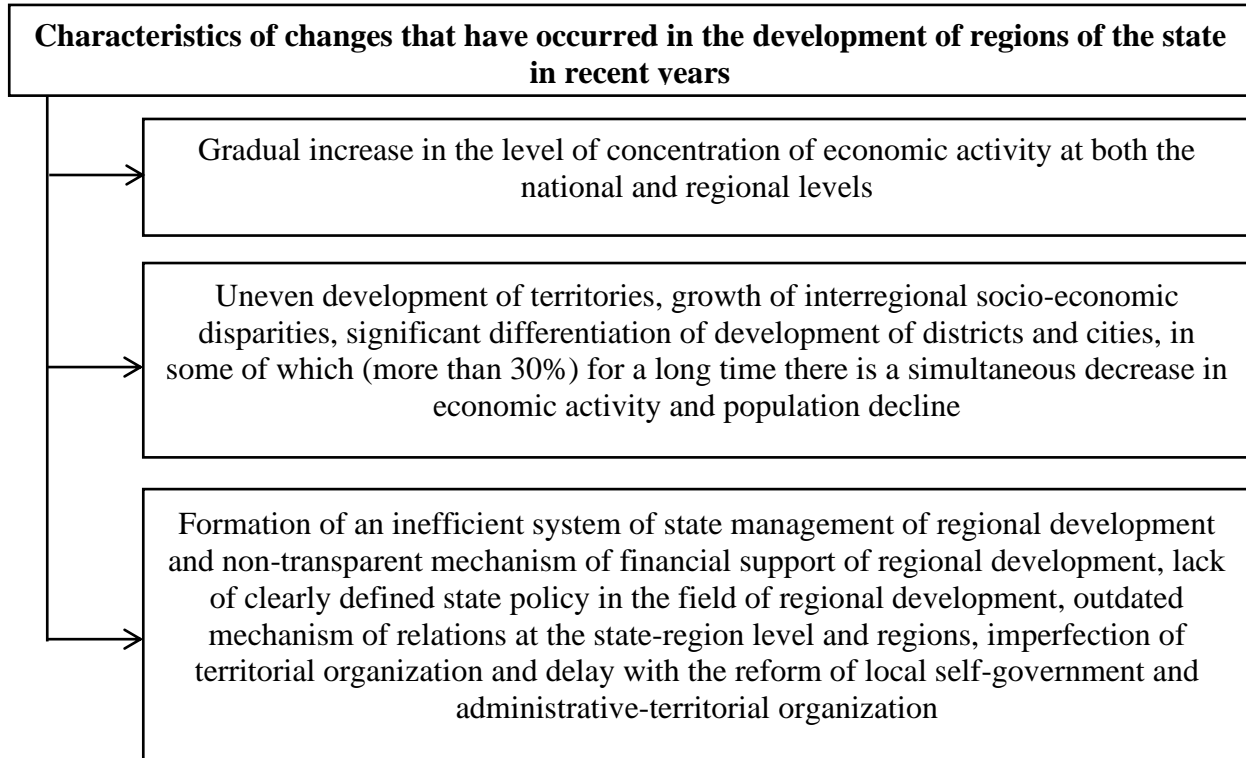 Characteristics of changes that have occurred in the development of regions of the state
in recent years
Gradual increase in the level of concentration of economic activity at both the
national and regional levels
Uneven development of territories, growth of interregional socio-economic
disparities, significant differentiation of development of districts and cities, in
some of which (more than 30%) for a long time there is a simultaneous decrease in
economic activity and population decline
Formation of an inefficient system of state management of regional development
and non-transparent mechanism of financial support of regional development, lack
of clearly defined state policy in the field of regional development, outdated
mechanism of relations at the state-region level and regions, imperfection of
territorial organization and delay with the reform of local self-government and
administrative-territorial organization